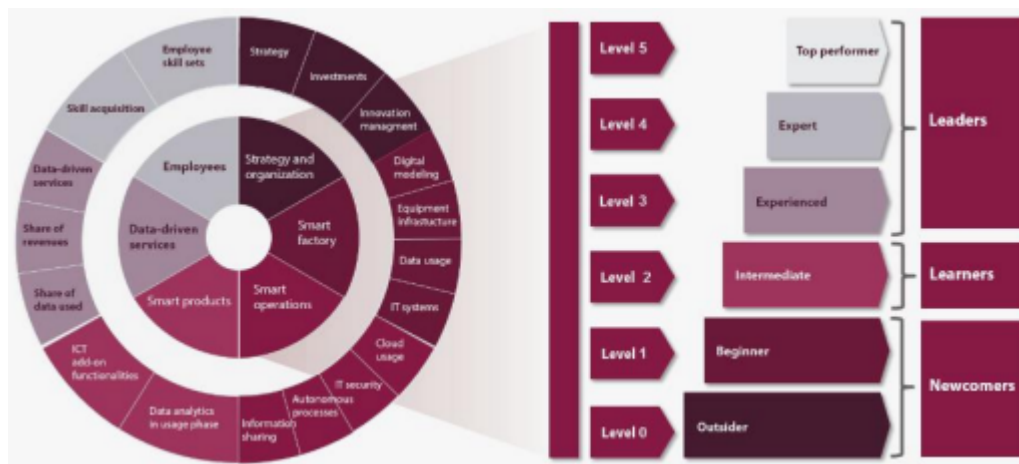 Strategy
Investments
Innovation
managment
Digital
modeling
Equipment
infrastucture
Data usage
IT systems
Cloud
usage
IT security
Autonomous
processes
Information
sharing
Data analytics
in usage phase
ICT
add-on
functionalities
Share of
data used
Share of
revenues
Data-driven
services
Skill acquisition
Employee
skill sets
Employees
Strategy and
organization
Smart
factory
Smart
operations
Smart products
Data-driven
services
Level 5
Top performer
Level 4
Expert
Leaders
Level 3
Experienced
Level 2
Intermediate
Learners
Level 1
Beginner
Newcomers
Level 0
Outsider